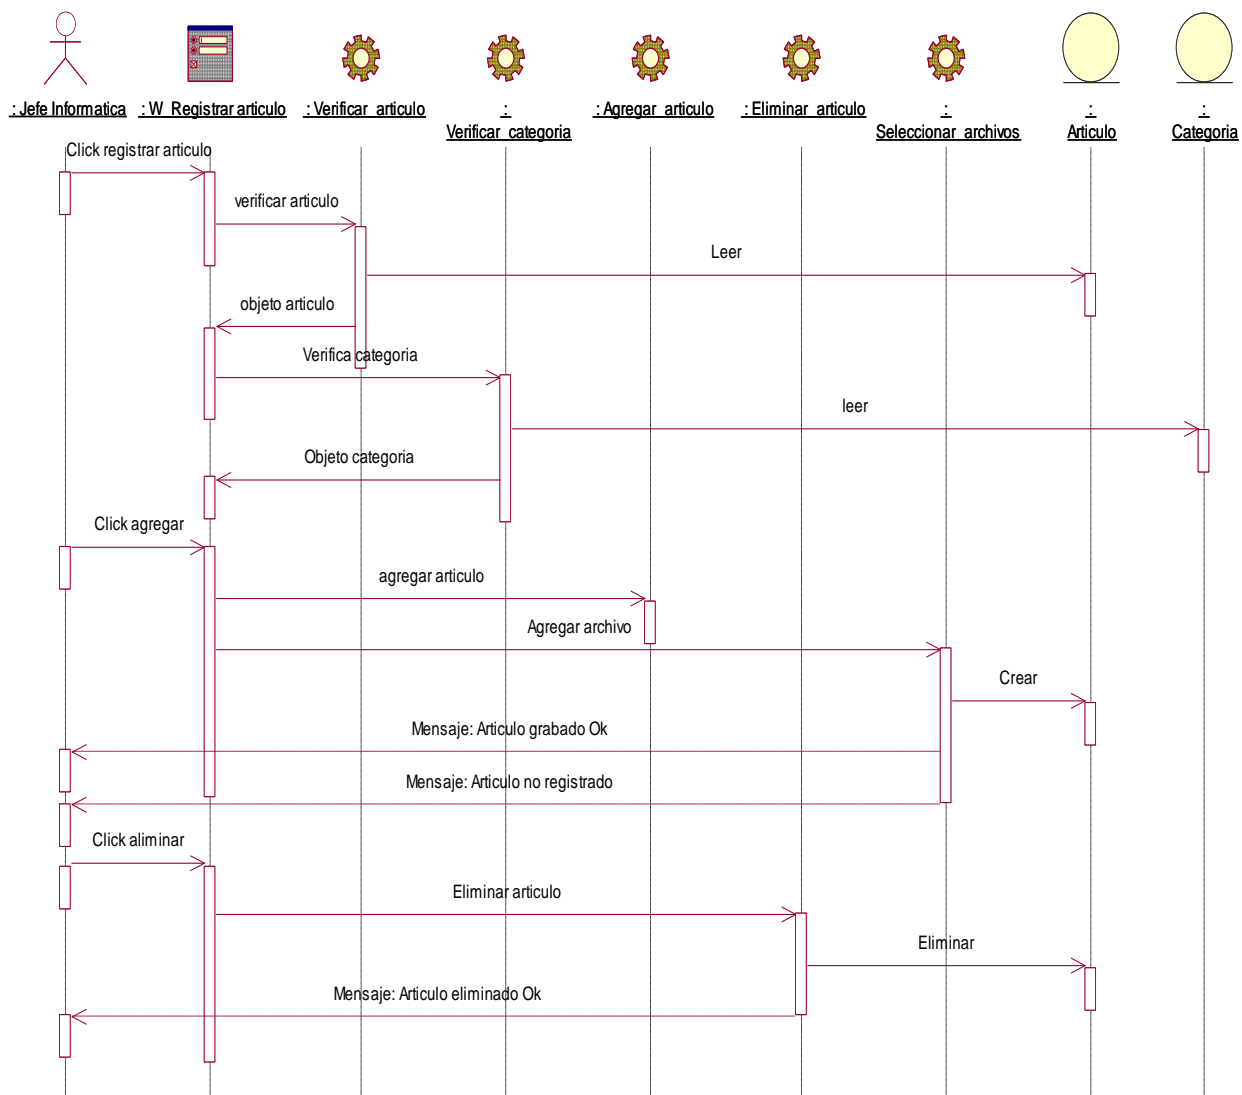 : Jefe Informatica
: W_Registrar articulo
: Verificar_articulo
:
Verificar_categoria
: Agregar_articulo
: Eliminar_articulo
:
Seleccionar_archivos
:
Articulo
:
Categoria
Click registrar articulo
verificar articulo
Leer
objeto articulo
Verifica categoria
leer
Objeto categoria
Click agregar
agregar articulo
Agregar archivo
Crear
Mensaje: Articulo grabado Ok
Mensaje: Articulo no registrado
Click aliminar
Eliminar articulo
Eliminar
Mensaje: Articulo eliminado Ok